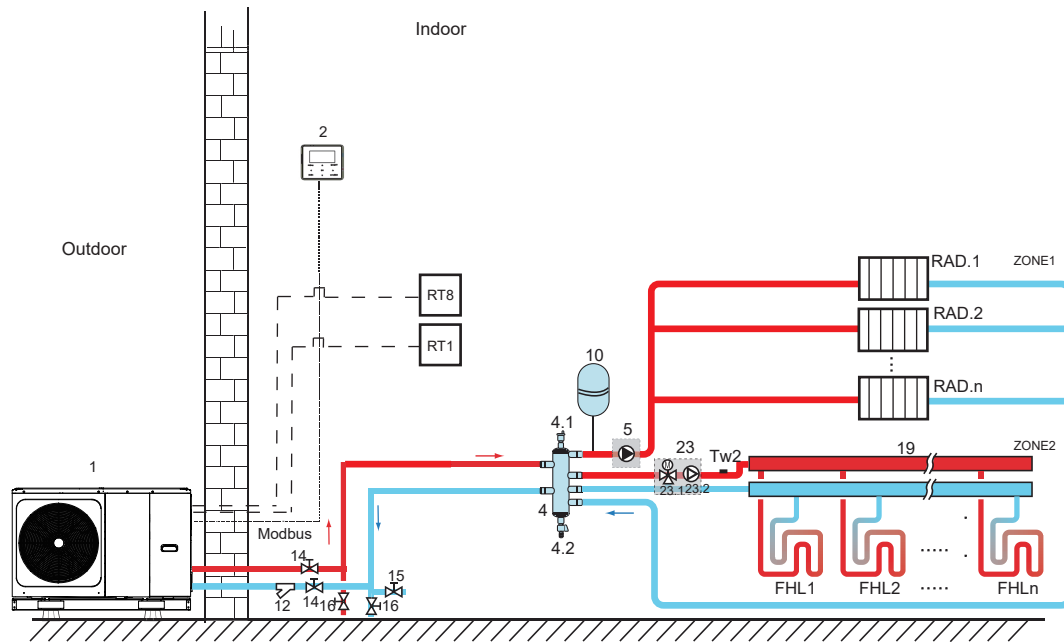 Indoor
2
Outdoor
RT8
RT1
RAD.1
ZONE1
RAD.2
RAD.n
10
4.1
5
23
Tw2
19
ZONE2
M
23.1
23.2
4
4.2
1
Modbus
14
12
14
16
15
16
FHL1
FHL2
FHLn